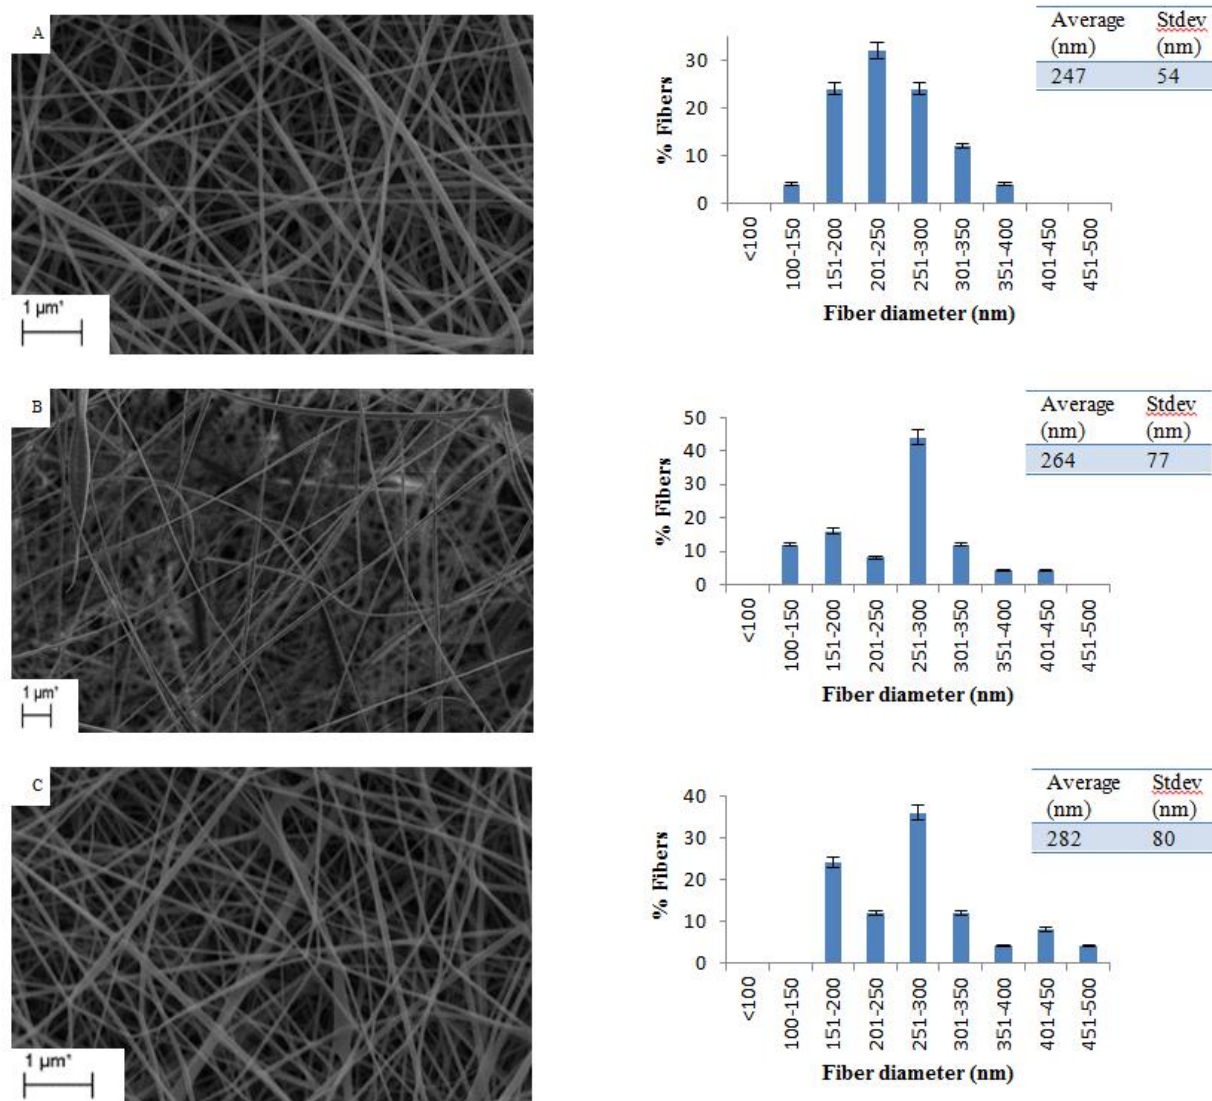 A
1 µm*
Average Stdev
(nm) (nm)
247 54
% Fibers
30
20
10
0
<100 100-150 151-200 201-250 251-300 301-350 351-400 401-450 451-500
Fiber diameter (nm)
B
1 µm*
Average Stdev
(nm) (nm)
264 77
% Fibers
50
40
30
20
10
0
<100 100-150 151-200 201-250 251-300 301-350 351-400 401-450 451-500
Fiber diameter (nm)
C
1 µm*
Average Stdev
(nm) (nm)
282 80
% Fibers
40
30
20
10
0
<100 100-150 151-200 201-250 251-300 301-350 351-400 401-450 451-500
Fiber diameter (nm)